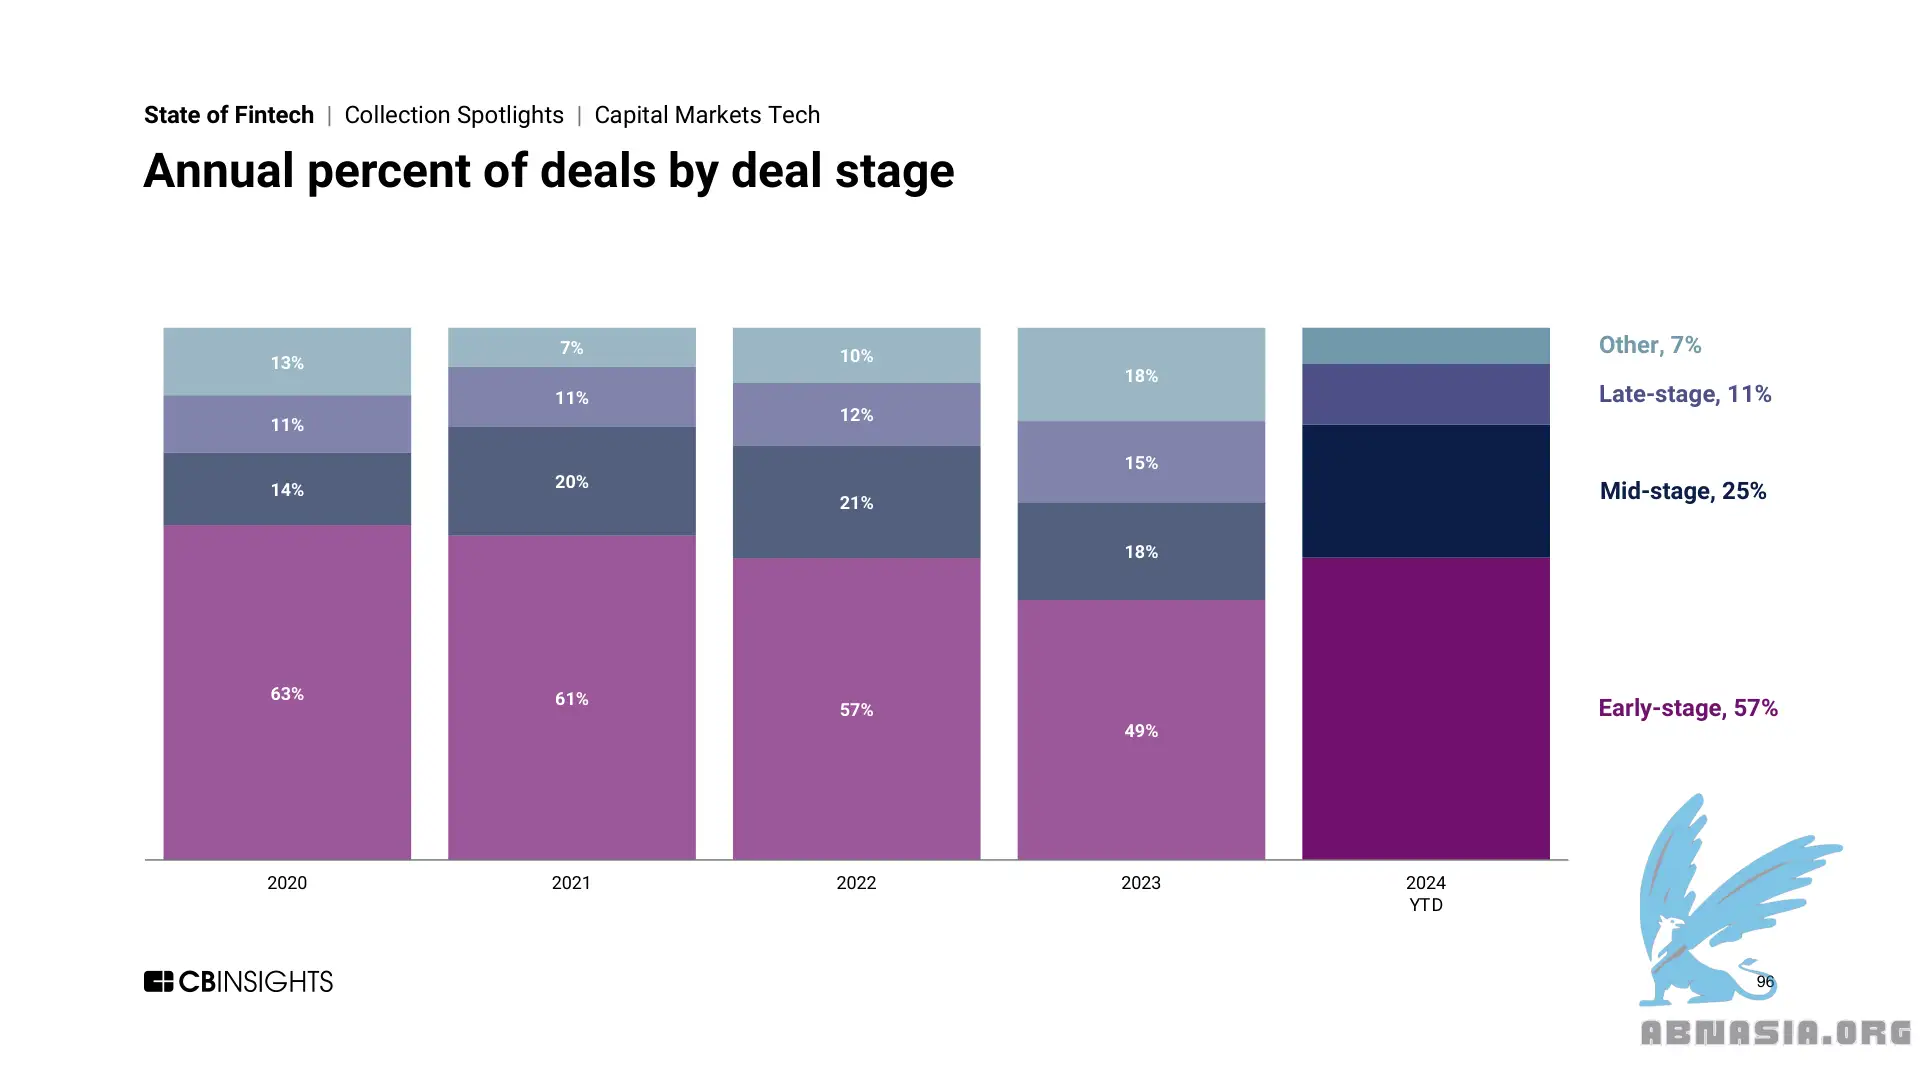 State of Fintech | Collection Spotlights | Capital Markets Tech
Annual percent of deals by deal stage
13% 7% 10% 18% Other, 7%
11% 11% 12% 15% Late-stage, 11%
14% 20% 21% 18% Mid-stage, 25%
63% 61% 57% 49% Early-stage, 57%
2020 2021 2022 2023 2024
YTD
CBINSIGHTS
96
ABNASIA.ORG